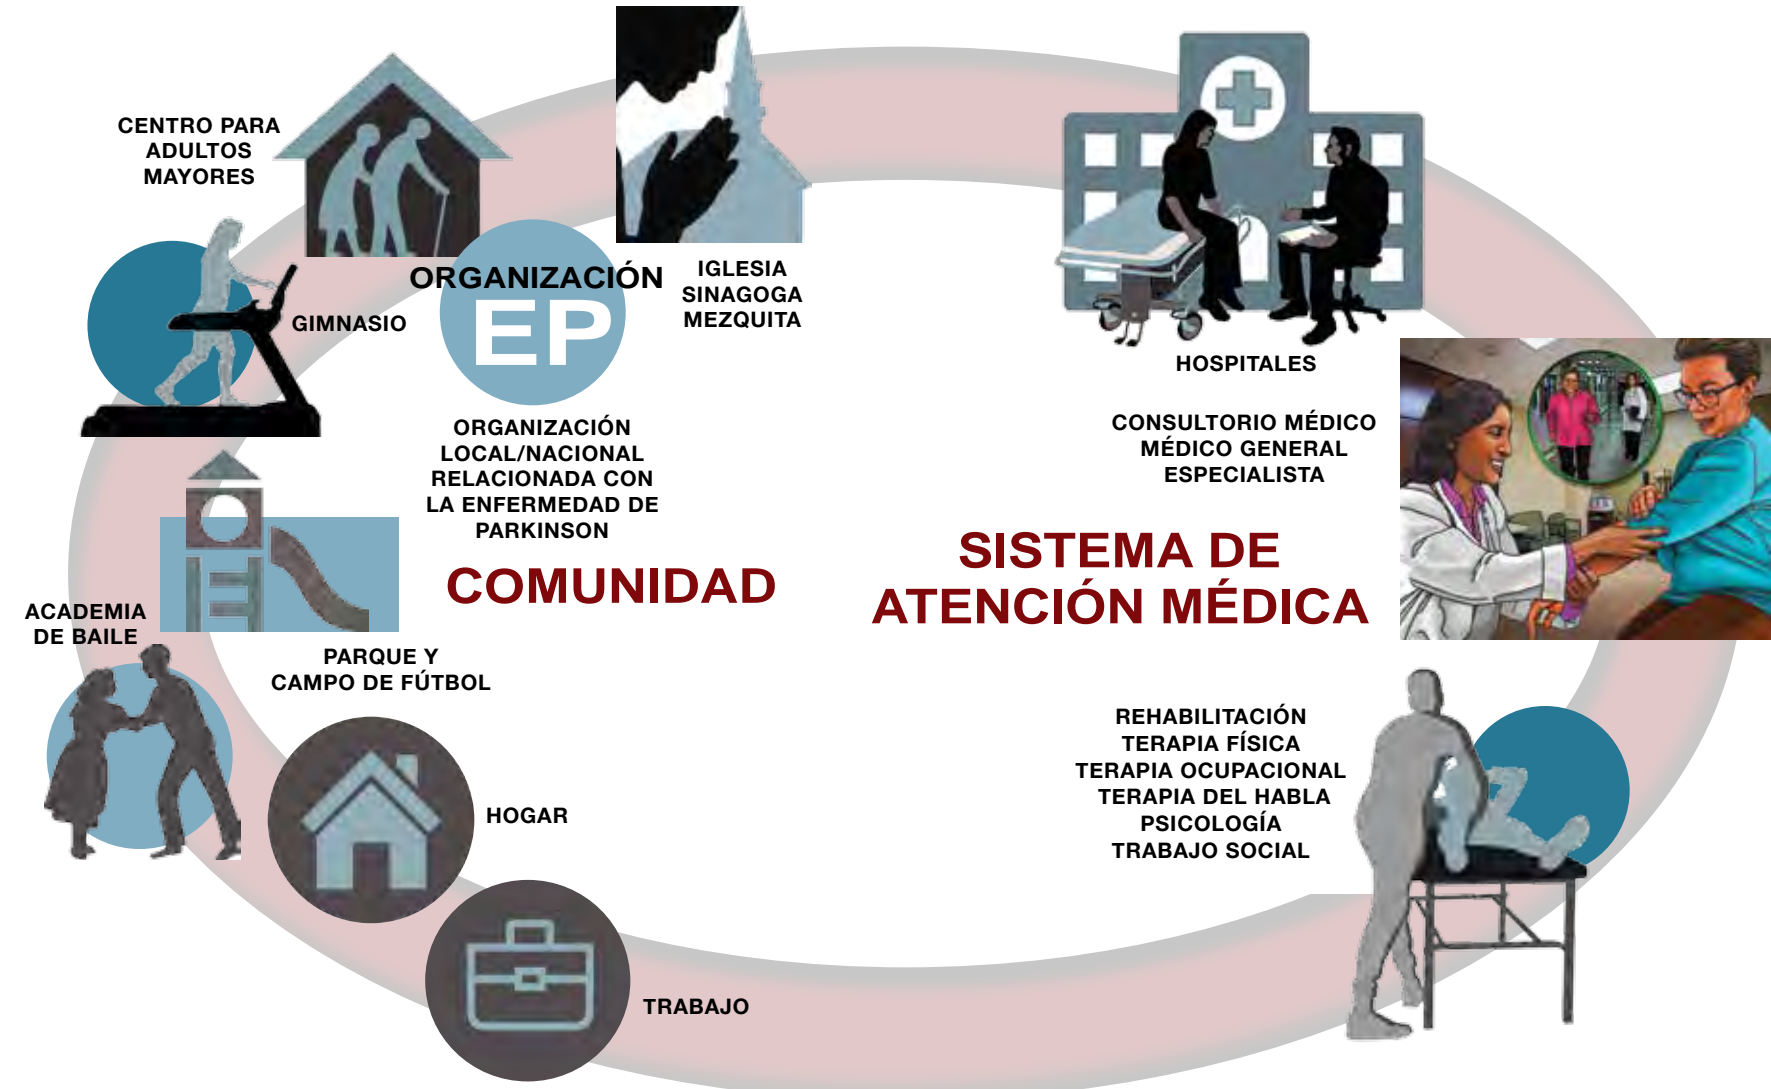 CENTRO PARA
ADULTOS
MAYORES
GIMNASIO
ORGANIZACIÓN
EP
ORGANIZACIÓN
LOCAL/NACIONAL
RELACIONADA CON
LA ENFERMEDAD DE
PARKINSON
IGLESIA
SINAGOGA
MEZQUITA
COMUNIDAD
ACADEMIA
DE BAILE
PARQUE Y
CAMPO DE FÚTBOL
HOGAR
TRABAJO
HOSPITALES
CONSULTORIO MÉDICO
MÉDICO GENERAL
ESPECIALISTA
SISTEMA DE
ATENCIÓN MÉDICA
REHABILITACIÓN
TERAPIA FÍSICA
TERAPIA OCUPACIONAL
TERAPIA DEL HABLA
PSICOLOGÍA
TRABAJO SOCIAL